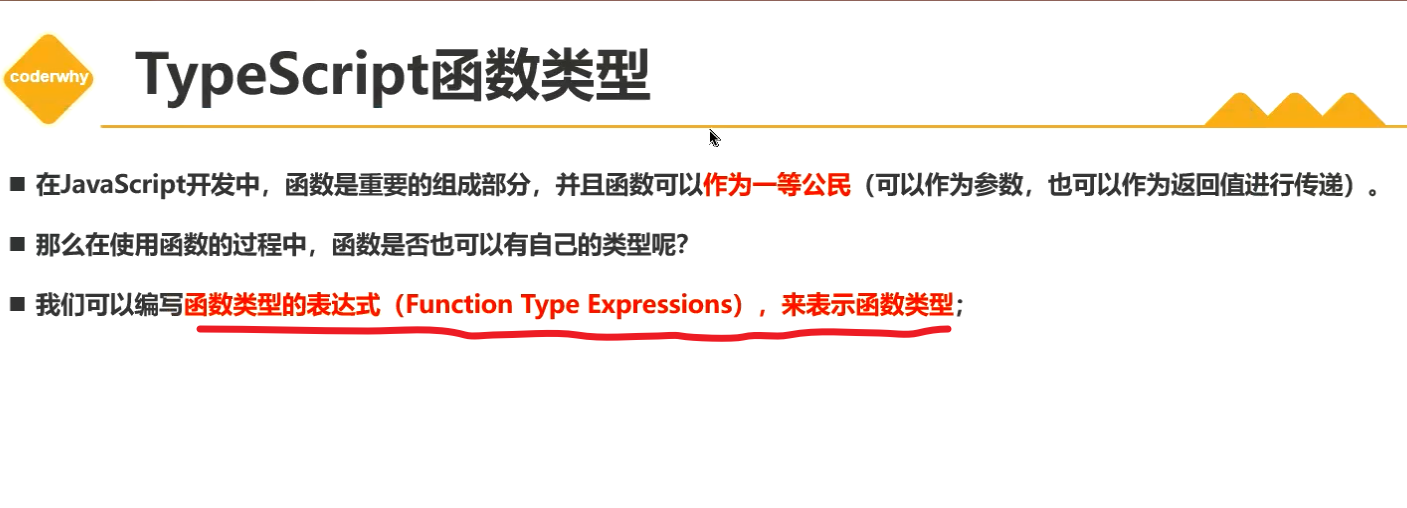 coderwhy
TypeScript函数类型
■ 在JavaScript开发中，函数是重要的组成部分，并且函数可以作为一等公民（可以作为参数，也可以作为返回值进行传递）。
■ 那么在使用函数的过程中，函数是否也可以有自己的类型呢？
■ 我们可以编写函数类型的表达式（Function Type Expressions），来表示函数类型；